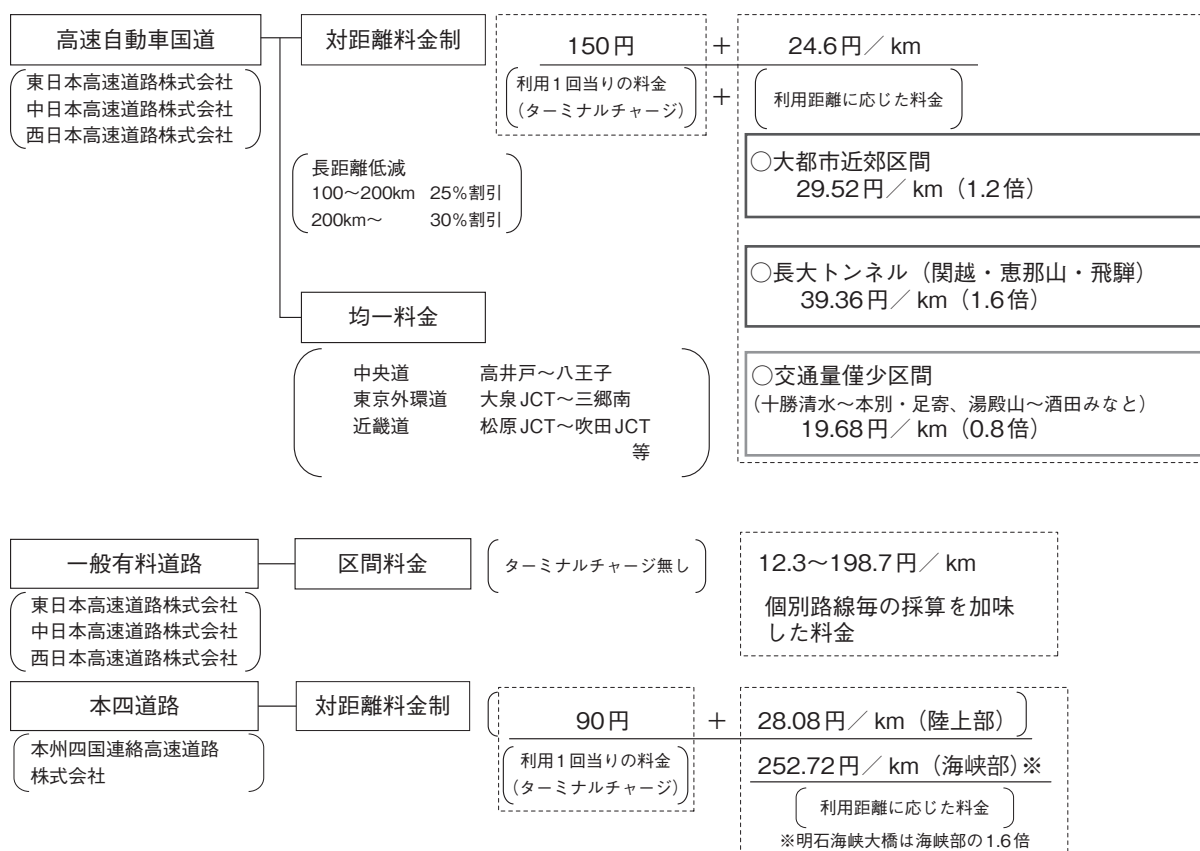 高速自動車国道
東日本高速道路株式会社
中日本高速道路株式会社
西日本高速道路株式会社
対距離料金制
150円 + 24.6円／km
利用1回当りの料金
（ターミナルチャージ）
+
利用距離に応じた料金
長距離低減
100〜200km 25%割引
200km〜 30%割引
○大都市近郊区間
29.52円／km（1.2倍）
○長大トンネル（関越・恵那山・飛騨）
39.36円／km（1.6倍）
○交通量僅少区間
（十勝清水〜本別・足寄、湯殿山〜酒田みなと）
19.68円／km（0.8倍）
均一料金
中央道 高井戸〜八王子
東京外環道 大泉JCT〜三郷南
近畿道 松原JCT〜吹田JCT
等
一般有料道路
東日本高速道路株式会社
中日本高速道路株式会社
西日本高速道路株式会社
区間料金
ターミナルチャージ無し
12.3〜198.7円／km
個別路線毎の採算を加味
した料金
本四道路
本州四国連絡高速道路
株式会社
対距離料金制
90円 + 28.08円／km（陸上部）
利用1回当りの料金
（ターミナルチャージ）
252.72円／km（海峡部）※
利用距離に応じた料金
※明石海峡大橋は海峡部の1.6倍